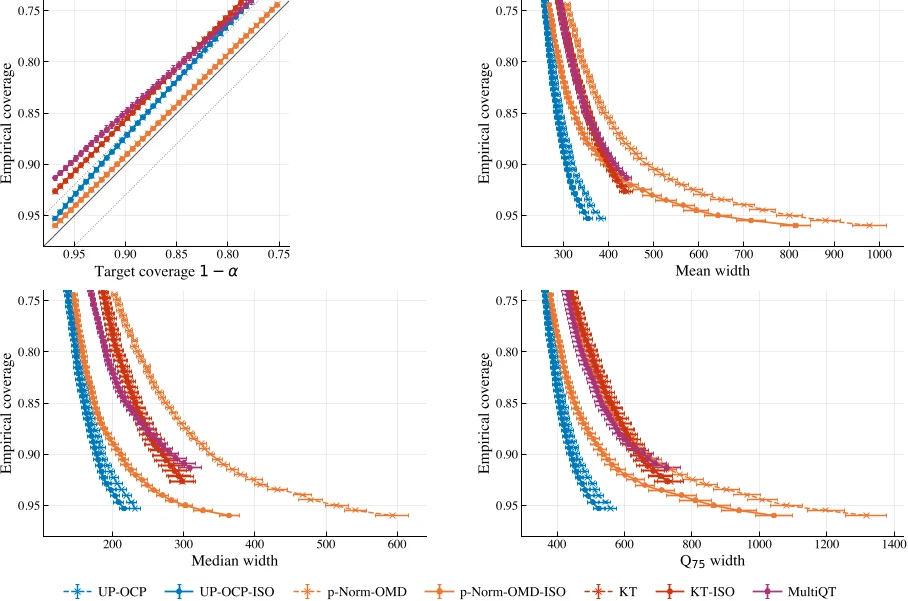 0.75
0.80
0.85
0.90
0.95
Empirical coverage
0.95
0.90
0.85
0.80
0.75
Target coverage 1 − α
0.75
0.80
0.85
0.90
0.95
Empirical coverage
300
400
500
600
700
800
900
1000
Mean width
0.75
0.80
0.85
0.90
0.95
Empirical coverage
200
300
400
500
600
Median width
0.75
0.80
0.85
0.90
0.95
Empirical coverage
400
600
800
1000
1200
1400
Q75 width
UP-OCP
UP-OCP-ISO
p-Norm-OMD
p-Norm-OMD-ISO
KT
KT-ISO
MultiQT